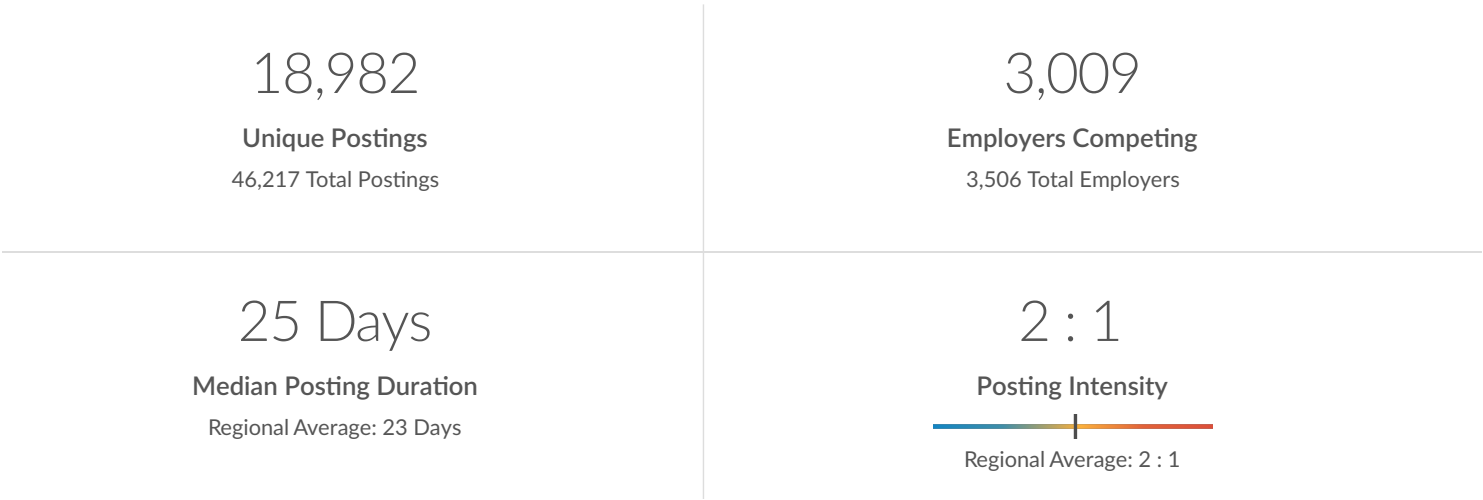 18,982
Unique Postings
46,217 Total Postings
3,009
Employers Competing
3,506 Total Employers
25 Days
Median Posting Duration
Regional Average: 23 Days
2 : 1
Posting Intensity
Regional Average: 2 : 1